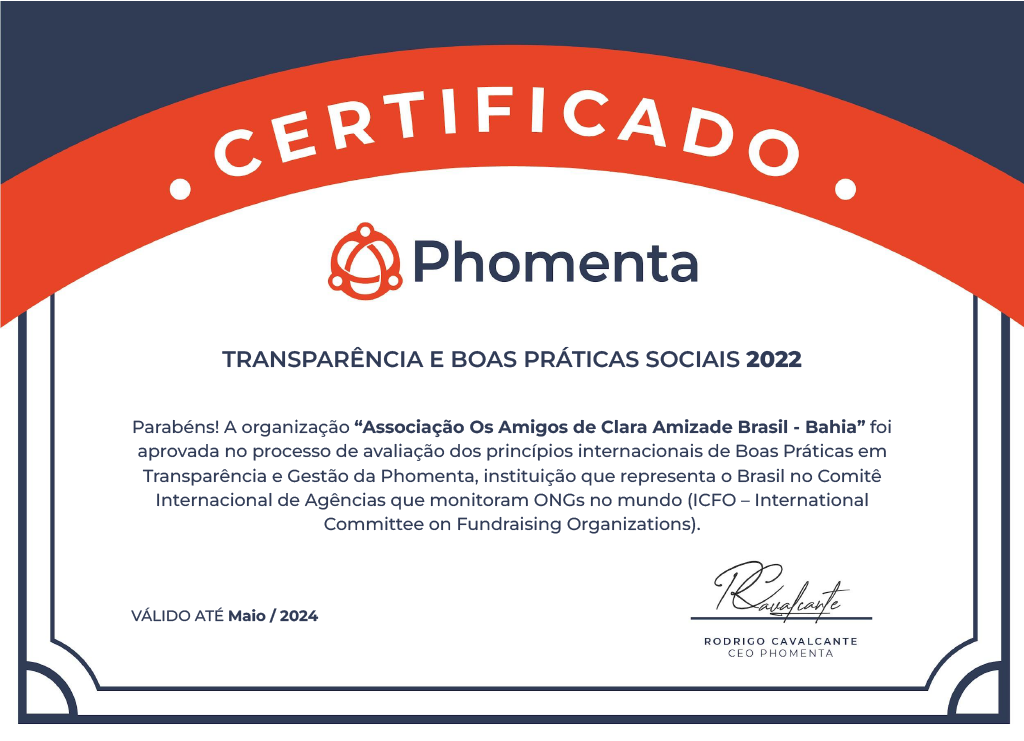 CERTIFICADO
Phomenta
TRANSPARÊNCIA E BOAS PRÁTICAS SOCIAIS 2022
Parabéns! A organização “Associação Os Amigos de Clara Amizade Brasil - Bahia” foi
aprovada no processo de avaliação dos princípios internacionais de Boas Práticas em
Transparência e Gestão da Phomenta, instituição que representa o Brasil no Comitê
Internacional de Agências que monitoram ONGs no mundo (ICFO – International
Committee on Fundraising Organizations).
RCavalcante
VÁLIDO ATÉ Maio / 2024
RODRIGO CAVALCANTE
CEO PHOMENTA